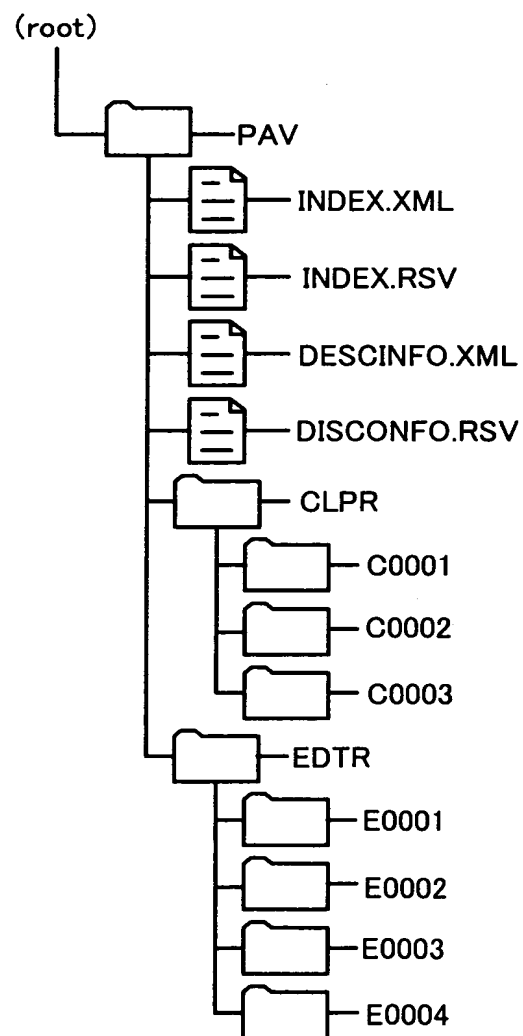 (root)
PAV
INDEX.XML
INDEX.RSV
DESCINFO.XML
DISCONFO.RSV
CLPR
C0001
C0002
C0003
EDTR
E0001
E0002
E0003
E0004